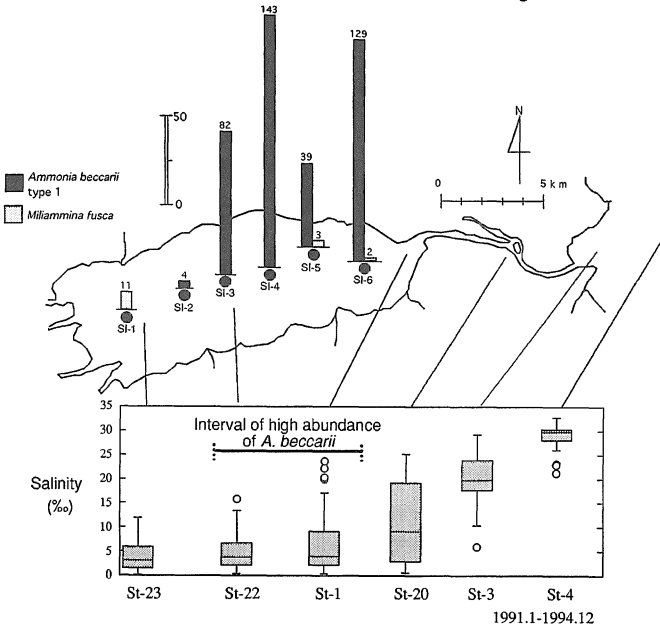 143
129
82
50
39
0
Ammonia beccarii
type 1
Miliammina fusca
N
0 5 km
11
4
3
2
SI-1
SI-2
SI-3
SI-4
SI-5
SI-6
35
30
25
20
15
10
5
0
Salinity
(‰)
Interval of high abundance
of A. beccarii
St-23 St-22 St-1 St-20 St-3 St-4
1991.1-1994.12